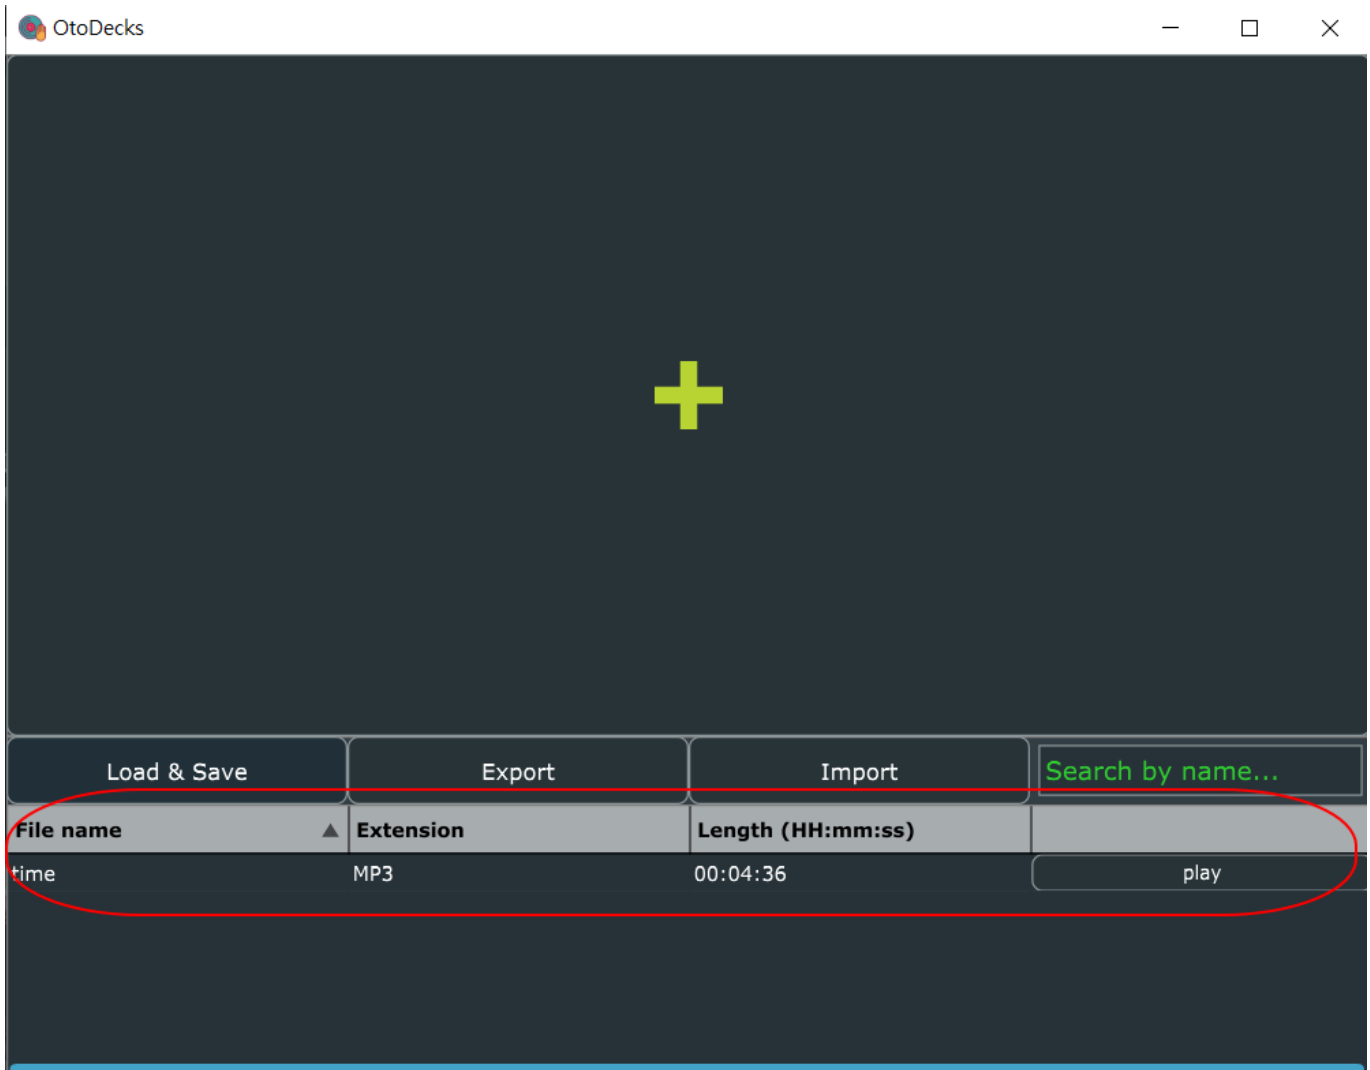 OtoDecks
Load & Save Export Import Search by name...
File name Extension Length (HH:mm:ss)
time MP3 00:04:36 play